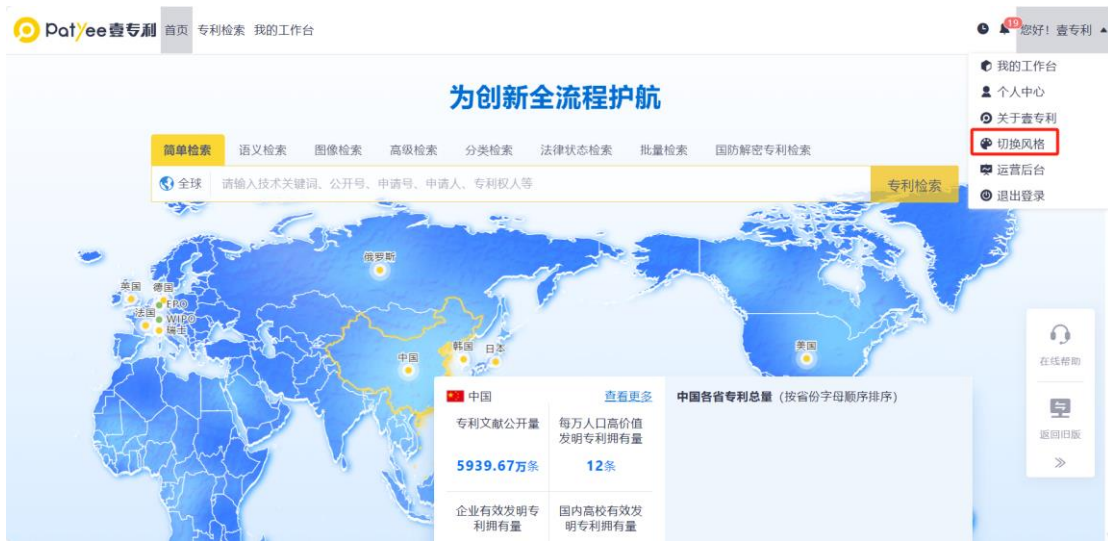 Patyee壹专利 首页 专利检索 我的工作台
19
您好！壹专利
我的工作台
个人中心
关于壹专利
切换风格
运营后台
退出登录
为创新全流程护航
简单检索 语义检索 图像检索 高级检索 分类检索 法律状态检索 批量检索 国防解密专利检索
全球 请输入技术关键词、公开号、申请号、申请人、专利权人等 专利检索
俄罗斯
英国 德国
EPO
法国
WIPO
瑞士
中国
韩国 日本
美国
在线帮助
返回旧版
中国 查看更多
专利文献公开量
5939.67万条
每万人口高价值
发明专利拥有量
12条
企业有效发明专
利拥有量
国内高校有效发
明专利拥有量
中国各省专利总量（按省份字母顺序排序）